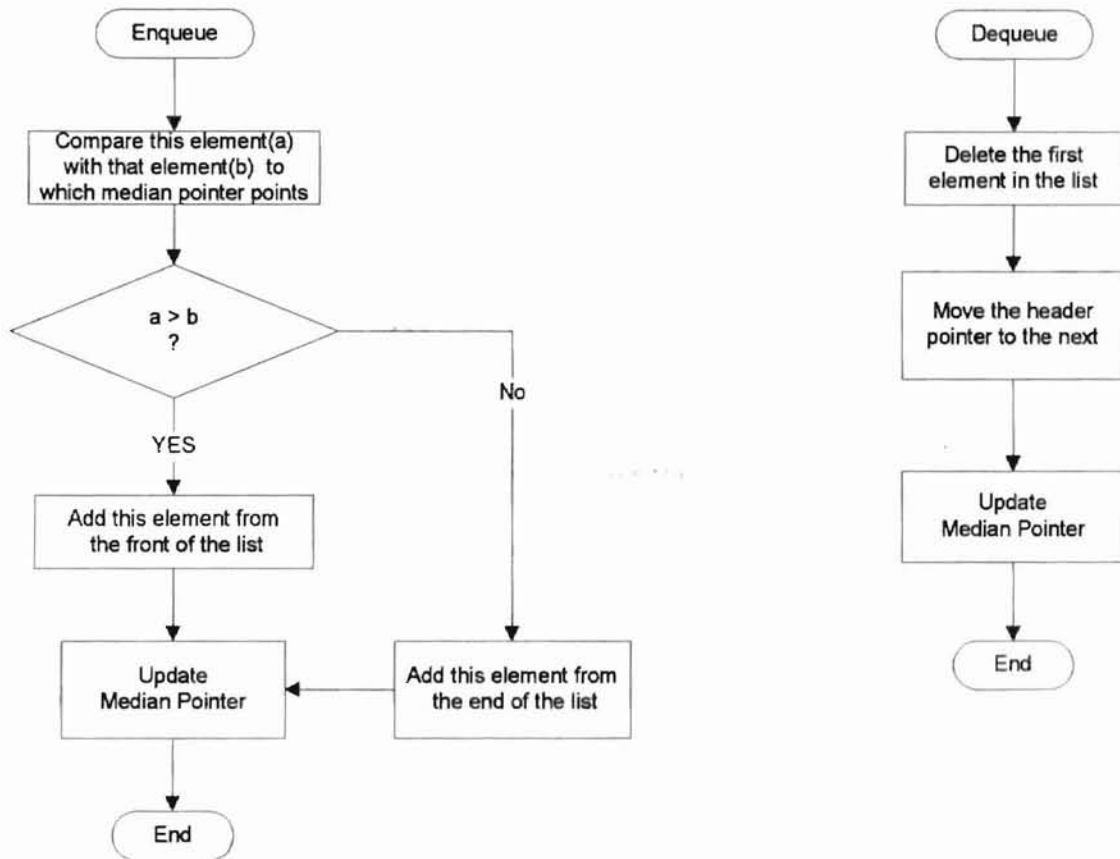 Enqueue
Compare this element(a)
with that element(b) to
which median pointer points
a > b
?
No
YES
Add this element from
the front of the list
Update
Median Pointer
Add this element from
the end of the list
End
Dequeue
Delete the first
element in the list
Move the header
pointer to the next
Update
Median Pointer
End